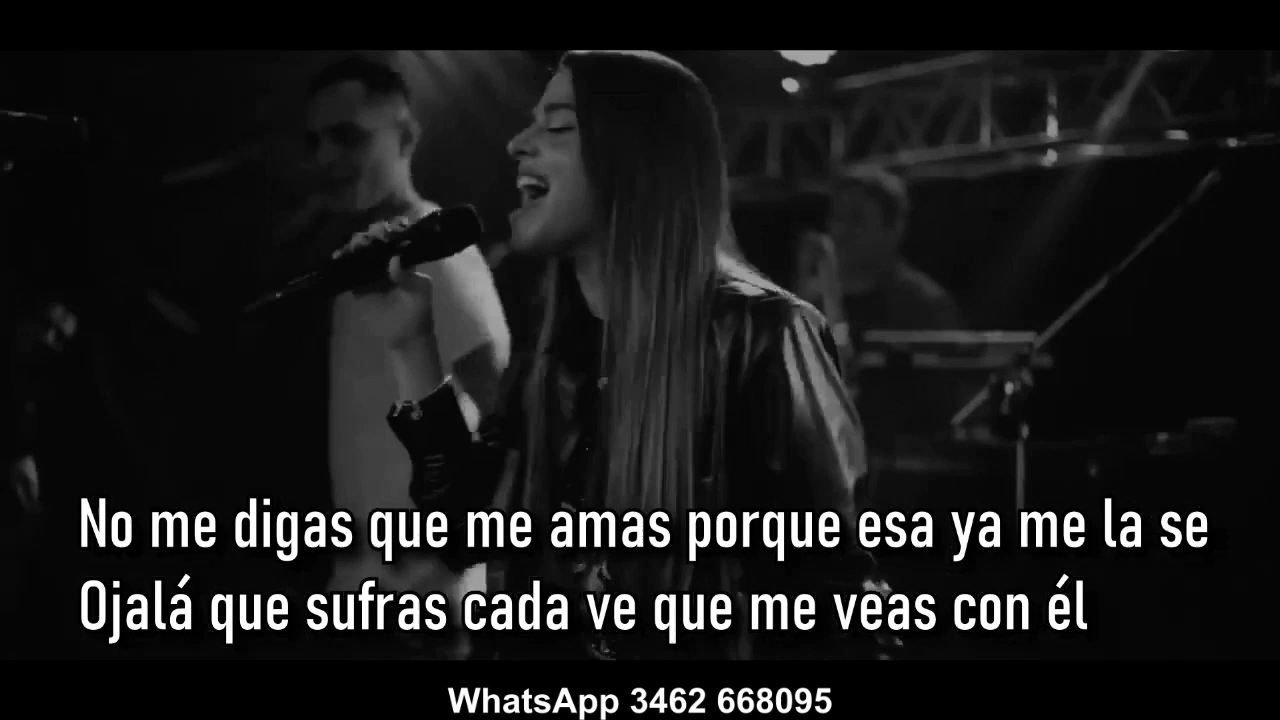 No me digas que me amas porque esa ya me la se
Ojalá que sufras cada ve que me veas con él
WhatsApp 3462 668095